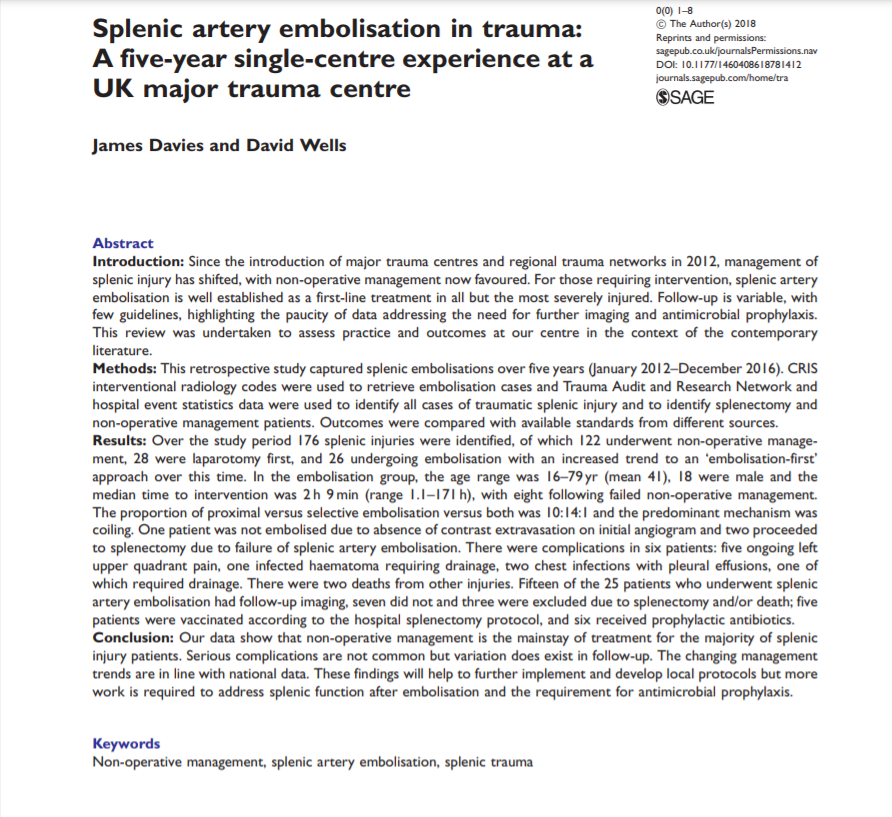 Splenic artery embolisation in trauma:
A five-year single-centre experience at a
UK major trauma centre
0(0) 1–8
© The Author(s) 2018
Reprints and permissions:
sagepub.co.uk/journalsPermissions.nav
DOI: 10.1177/1460408618781412
journals.sagepub.com/home/tra
SAGE
James Davies and David Wells
Abstract
Introduction: Since the introduction of major trauma centres and regional trauma networks in 2012, management of
splenic injury has shifted, with non-operative management now favoured. For those requiring intervention, splenic artery
embolisation is well established as a first-line treatment in all but the most severely injured. Follow-up is variable, with
few guidelines, highlighting the paucity of data addressing the need for further imaging and antimicrobial prophylaxis.
This review was undertaken to assess practice and outcomes at our centre in the context of the contemporary
literature.
Methods: This retrospective study captured splenic embolisations over five years (January 2012–December 2016). CRIS
interventional radiology codes were used to retrieve embolisation cases and Trauma Audit and Research Network and
hospital event statistics data were used to identify all cases of traumatic splenic injury and to identify splenectomy and
non-operative management patients. Outcomes were compared with available standards from different sources.
Results: Over the study period 176 splenic injuries were identified, of which 122 underwent non-operative manage-
ment, 28 were laparotomy first, and 26 undergoing embolisation with an increased trend to an ‘embolisation-first’
approach over this time. In the embolisation group, the age range was 16–79 yr (mean 41), 18 were male and the
median time to intervention was 2 h 9 min (range 1.1–171 h), with eight following failed non-operative management.
The proportion of proximal versus selective embolisation versus both was 10:14:1 and the predominant mechanism was
coiling. One patient was not embolised due to absence of contrast extravasation on initial angiogram and two proceeded
to splenectomy due to failure of splenic artery embolisation. There were complications in six patients: five ongoing left
upper quadrant pain, one infected haematoma requiring drainage, two chest infections with pleural effusions, one of
which required drainage. There were two deaths from other injuries. Fifteen of the 25 patients who underwent splenic
artery embolisation had follow-up imaging, seven did not and three were excluded due to splenectomy and/or death; five
patients were vaccinated according to the hospital splenectomy protocol, and six received prophylactic antibiotics.
Conclusion: Our data show that non-operative management is the mainstay of treatment for the majority of splenic
injury patients. Serious complications are not common but variation does exist in follow-up. The changing management
trends are in line with national data. These findings will help to further implement and develop local protocols but more
work is required to address splenic function after embolisation and the requirement for antimicrobial prophylaxis.
Keywords
Non-operative management, splenic artery embolisation, splenic trauma